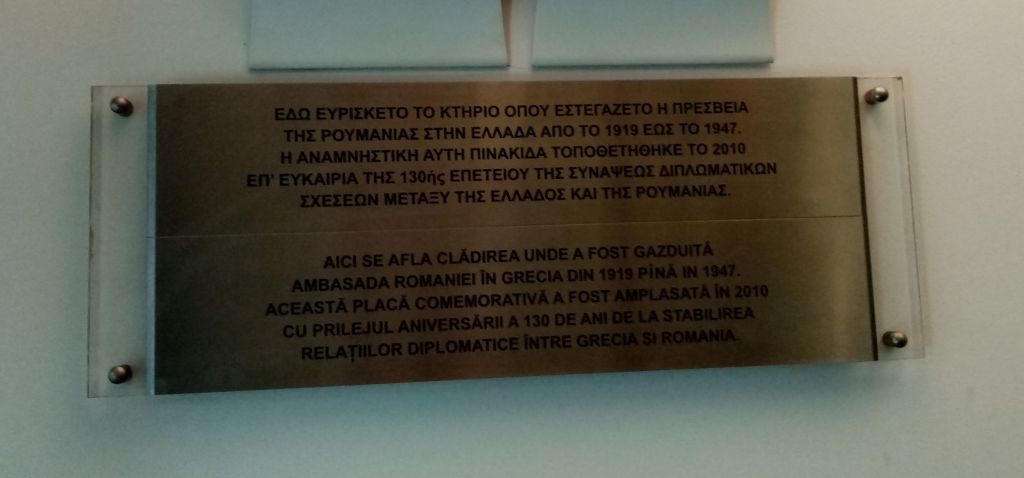 ΕΔΩ ΕΥΡΙΣΚΕΤΟ ΤΟ ΚΤΗΡΙΟ ΟΠΟΥ ΕΣΤΕΓΑΖΕΤΟ Η ΠΡΕΣΒΕΙΑ
ΤΗΣ ΡΟΥΜΑΝΙΑΣ ΣΤΗΝ ΕΛΛΑΔΑ ΑΠΟ ΤΟ 1919 ΕΩΣ ΤΟ 1947.
Η ΑΝΑΜΝΗΣΤΙΚΗ ΑΥΤΗ ΠΙΝΑΚΙΔΑ ΤΟΠΟΘΕΤΗΘΗΚΕ ΤΟ 2010
ΕΠ' ΕΥΚΑΙΡΙΑ ΤΗΣ 130ής ΕΠΕΤΕΙΟΥ ΤΗΣ ΣΥΝΑΨΕΩΣ ΔΙΠΛΩΜΑΤΙΚΩΝ
ΣΧΕΣΕΩΝ ΜΕΤΑΞΥ ΤΗΣ ΕΛΛΑΔΟΣ ΚΑΙ ΤΗΣ ΡΟΥΜΑΝΙΑΣ.
AICI SE AFLA CLĂDIREA UNDE A FOST GAZDUITĂ
AMBASADA ROMANIEI ÎN GRECIA DIN 1919 PÎNĂ IN 1947.
ACEASTĂ PLACĂ COMEMORATIVĂ A FOST AMPLASATĂ ÎN 2010
CU PRILEJUL ANIVERSĂRII A 130 DE ANI DE LA STABILIREA
RELAȚIILOR DIPLOMATICE ÎNTRE GRECIA SI ROMANIA.